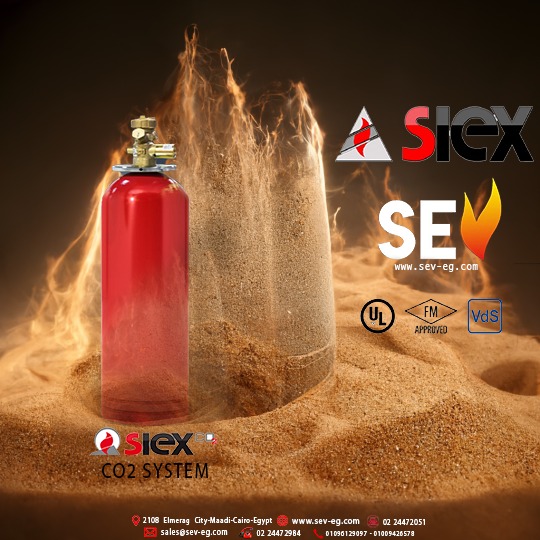 SIEX
SEV
www.sev-eg.com
UL
FM
APPROVED
VdS
SIEX
CO2 SYSTEM
2108 Elmerag City-Maadi-Cairo-Egypt www.sev-eg.com 02 24472051
sales@sev-eg.com 02 24472984 01096129097 - 01009426578